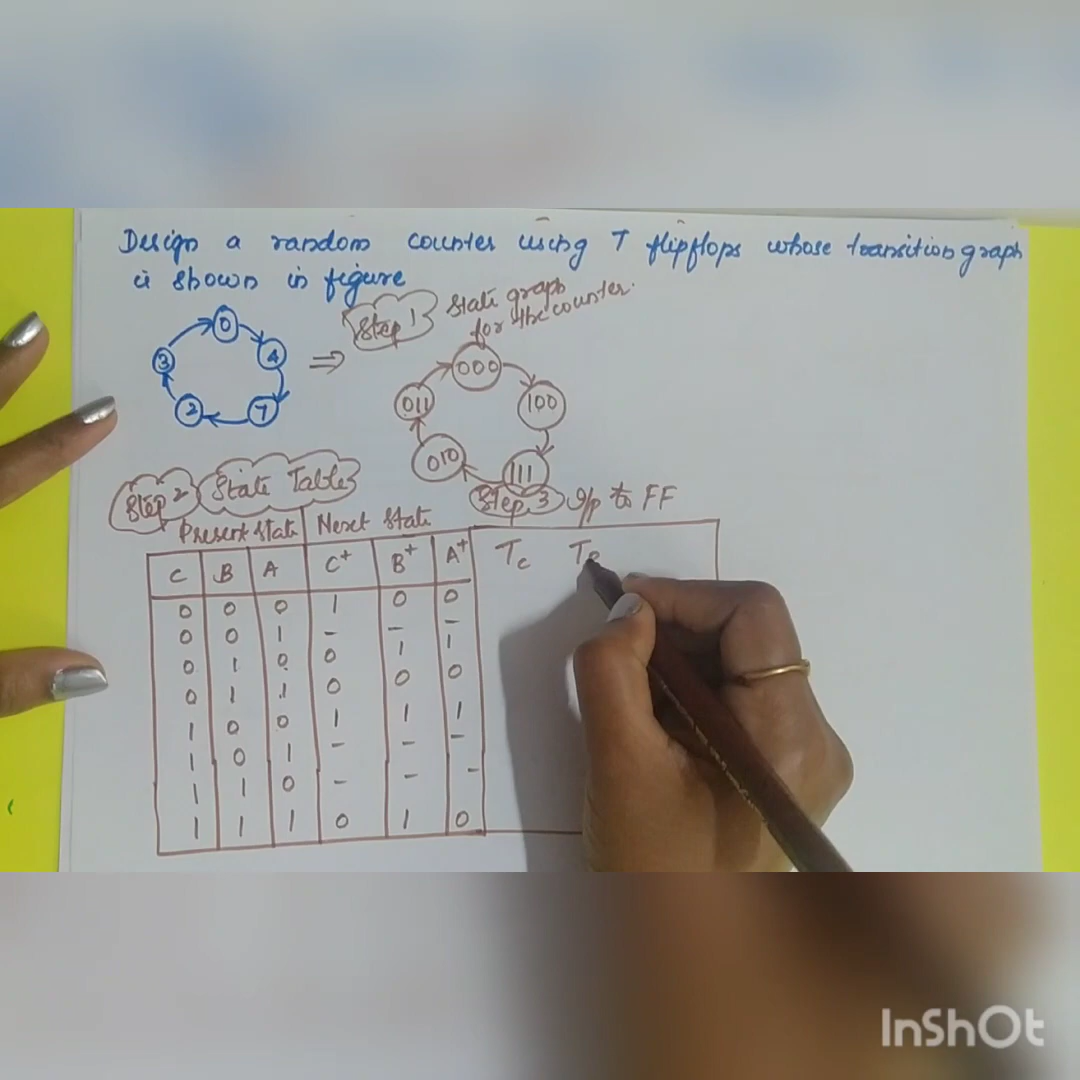 Design a random counter using T flipflops whose transition graph
is shown in figure
Step 1 State graph
for the counter.
0
3 4
⇒
2 7
000
011 100
010 111
Step 2 State Table
Step 3 I/p to FF
Present State Next State
C B A C+ B+ A+ Tc TB
0 0 0 1 0 0
0 0 1 - - -
0 1 0 0 1 1
0 1 1 0 0 0
1 0 0 1 1 1
1 0 1 - - -
1 1 0 - - -
1 1 1 0 1 0
InShOt